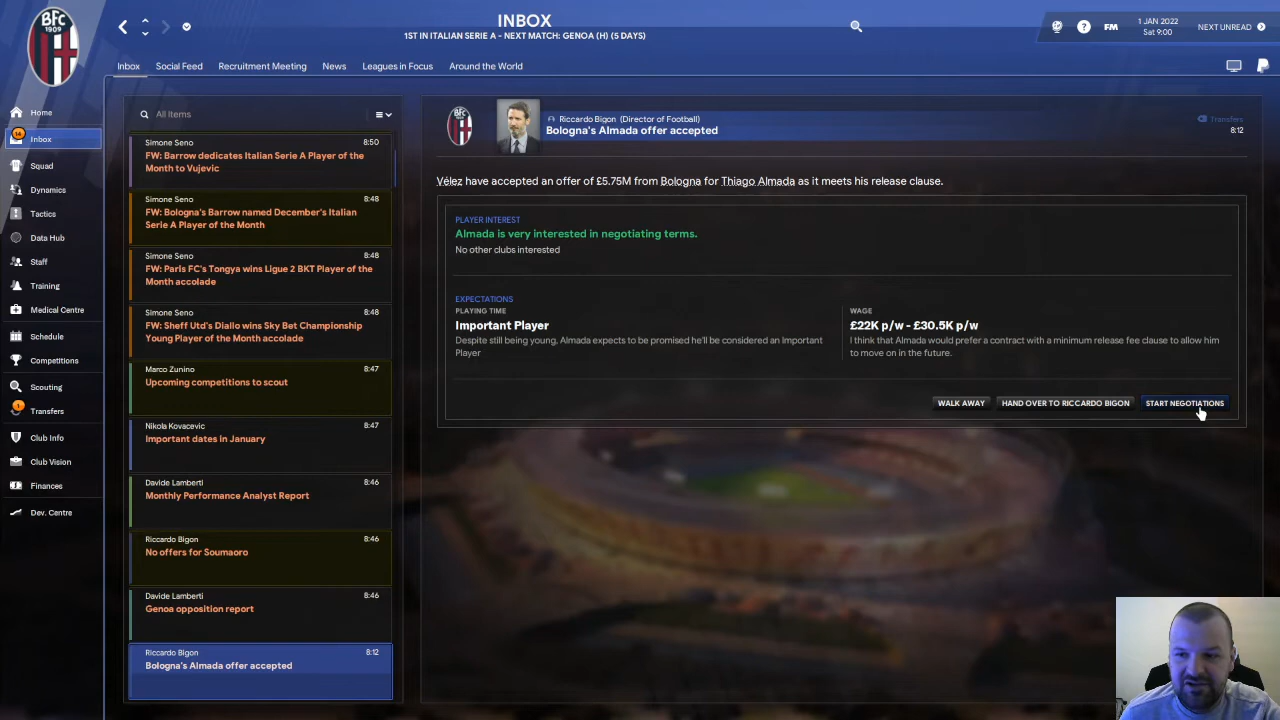 BFC
1909
INBOX
1ST IN ITALIAN SERIE A - NEXT MATCH: GENOA (H) (5 DAYS)
FM
1 JAN 2022
Sat 9:00
NEXT UNREAD
Inbox
Social Feed
Recruitment Meeting
News
Leagues in Focus
Around the World
Home
14
Inbox
Squad
Dynamics
Tactics
Data Hub
Staff
Training
Medical Centre
Schedule
Competitions
Scouting
1
Transfers
Club Info
Club Vision
Finances
Dev. Centre
All Items
Simone Seno 8:50
FW: Barrow dedicates Italian Serie A Player of the
Month to Vujevic
Simone Seno 8:48
FW: Bologna's Barrow named December's Italian
Serie A Player of the Month
Simone Seno 8:48
FW: Paris FC's Tongya wins Ligue 2 BKT Player of the
Month accolade
Simone Seno 8:48
FW: Sheff Utd's Diallo wins Sky Bet Championship
Young Player of the Month accolade
Marco Zunino 8:47
Upcoming competitions to scout
Nikola Kovacevic 8:47
Important dates in January
Davide Lamberti 8:46
Monthly Performance Analyst Report
Riccardo Bigon 8:46
No offers for Soumaoro
Davide Lamberti 8:46
Genoa opposition report
Riccardo Bigon 8:12
Bologna's Almada offer accepted
BFC
1909
Riccardo Bigon (Director of Football)
Bologna's Almada offer accepted
Transfers
8:12
Vélez have accepted an offer of £5.75M from Bologna for Thiago Almada as it meets his release clause.
PLAYER INTEREST
Almada is very interested in negotiating terms.
No other clubs interested
EXPECTATIONS
PLAYING TIME
Important Player
Despite still being young, Almada expects to be promised he'll be considered an Important
Player
WAGE
£22K p/w - £30.5K p/w
I think that Almada would prefer a contract with a minimum release fee clause to allow him
to move on in the future.
WALK AWAY
HAND OVER TO RICCARDO BIGON
START NEGOTIATIONS